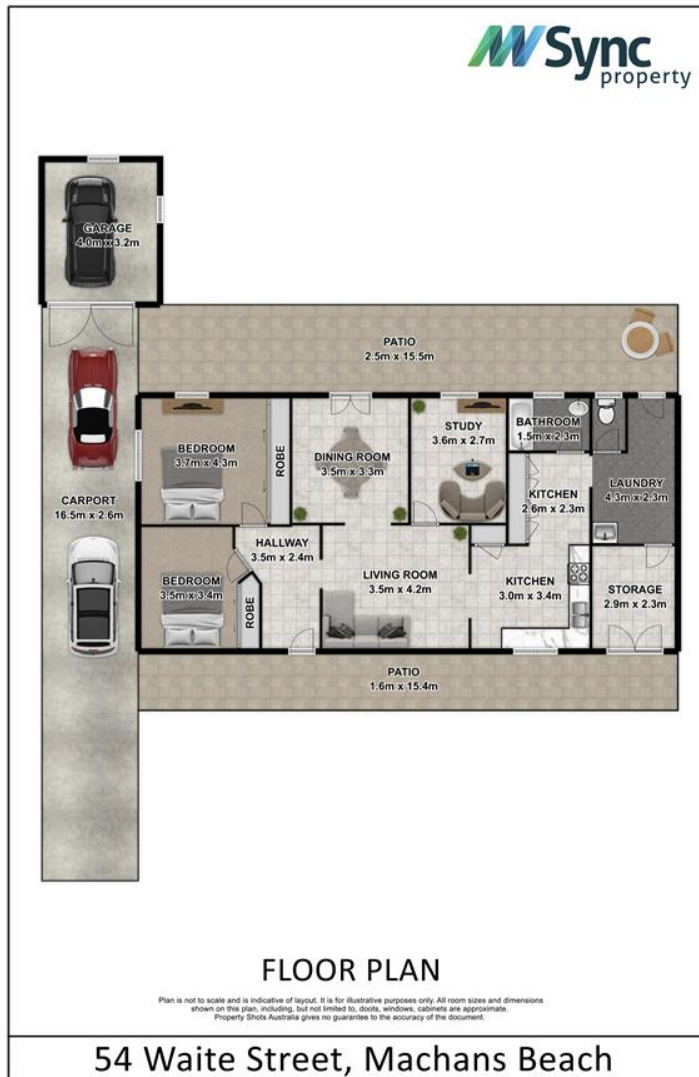 Sync
property
GARAGE
4.0m x 3.2m
PATIO
2.5m x 15.5m
BEDROOM
3.7m x 4.3m
ROBE
DINING ROOM
3.5m x 3.3m
STUDY
3.6m x 2.7m
BATHROOM
1.5m x 2.3m
KITCHEN
2.6m x 2.3m
LAUNDRY
4.3m x 2.3m
CARPORT
16.5m x 2.6m
HALLWAY
3.5m x 2.4m
BEDROOM
3.5m x 3.4m
ROBE
LIVING ROOM
3.5m x 4.2m
KITCHEN
3.0m x 3.4m
STORAGE
2.9m x 2.3m
PATIO
1.6m x 15.4m
FLOOR PLAN
Plan is not to scale and is indicative of layout. It is for illustrative purposes only. All room sizes and dimensions
shown on this plan, including, but not limited to, doots, windows, cabinets are approximate.
Property Shots Australia gives no guarantee to the accuracy of the document.
54 Waite Street, Machans Beach